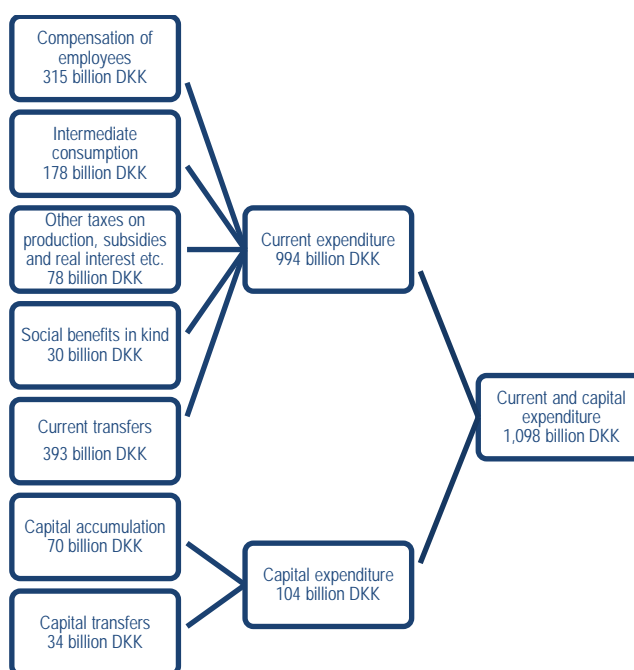 Compensation of
employees
315 billion DKK
Intermediate
consumption
178 billion DKK
Other taxes on
production, subsidies
and real interest etc.
78 billion DKK
Social benefits in kind
30 billion DKK
Current transfers
393 billion DKK
Capital accumulation
70 billion DKK
Capital transfers
34 billion DKK
Current expenditure
994 billion DKK
Capital expenditure
104 billion DKK
Current and capital
expenditure
1,098 billion DKK